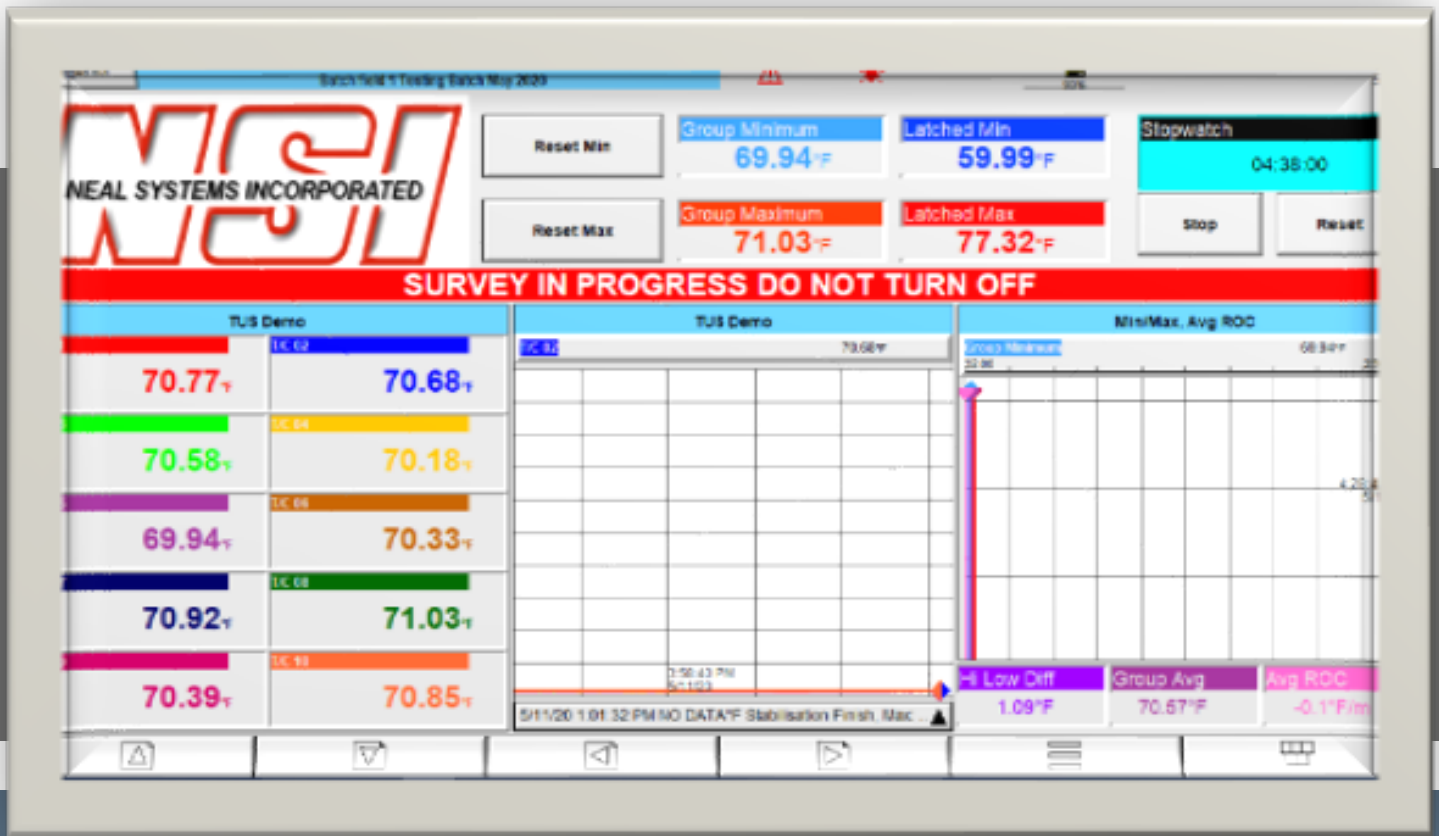 Batch field 1 Testing Batch May 2020
NSI
NEAL SYSTEMS INCORPORATED
Reset Min
Group Minimum
69.94°F
Latched Min
59.99°F
Stopwatch
04:38:00
Reset Max
Group Maximum
71.03°F
Latched Max
77.32°F
Stop
Reset
SURVEY IN PROGRESS DO NOT TURN OFF
TUS Demo
TUS Demo
Min/Max, Avg ROC
70.77°F
T/C 02
70.68°F
70.58°F
T/C 04
70.18°F
69.94°F
T/C 06
70.33°F
70.92°F
T/C 08
71.03°F
70.39°F
T/C 10
70.85°F
T/C 02
70.68°F
Group Minimum
5/11/20 1:01:32 PM NO DATA°F Stabilisation Finish. Max: ...
Hi Low Diff
1.09°F
Group Avg
70.57°F
Avg ROC
-0.1°F/m